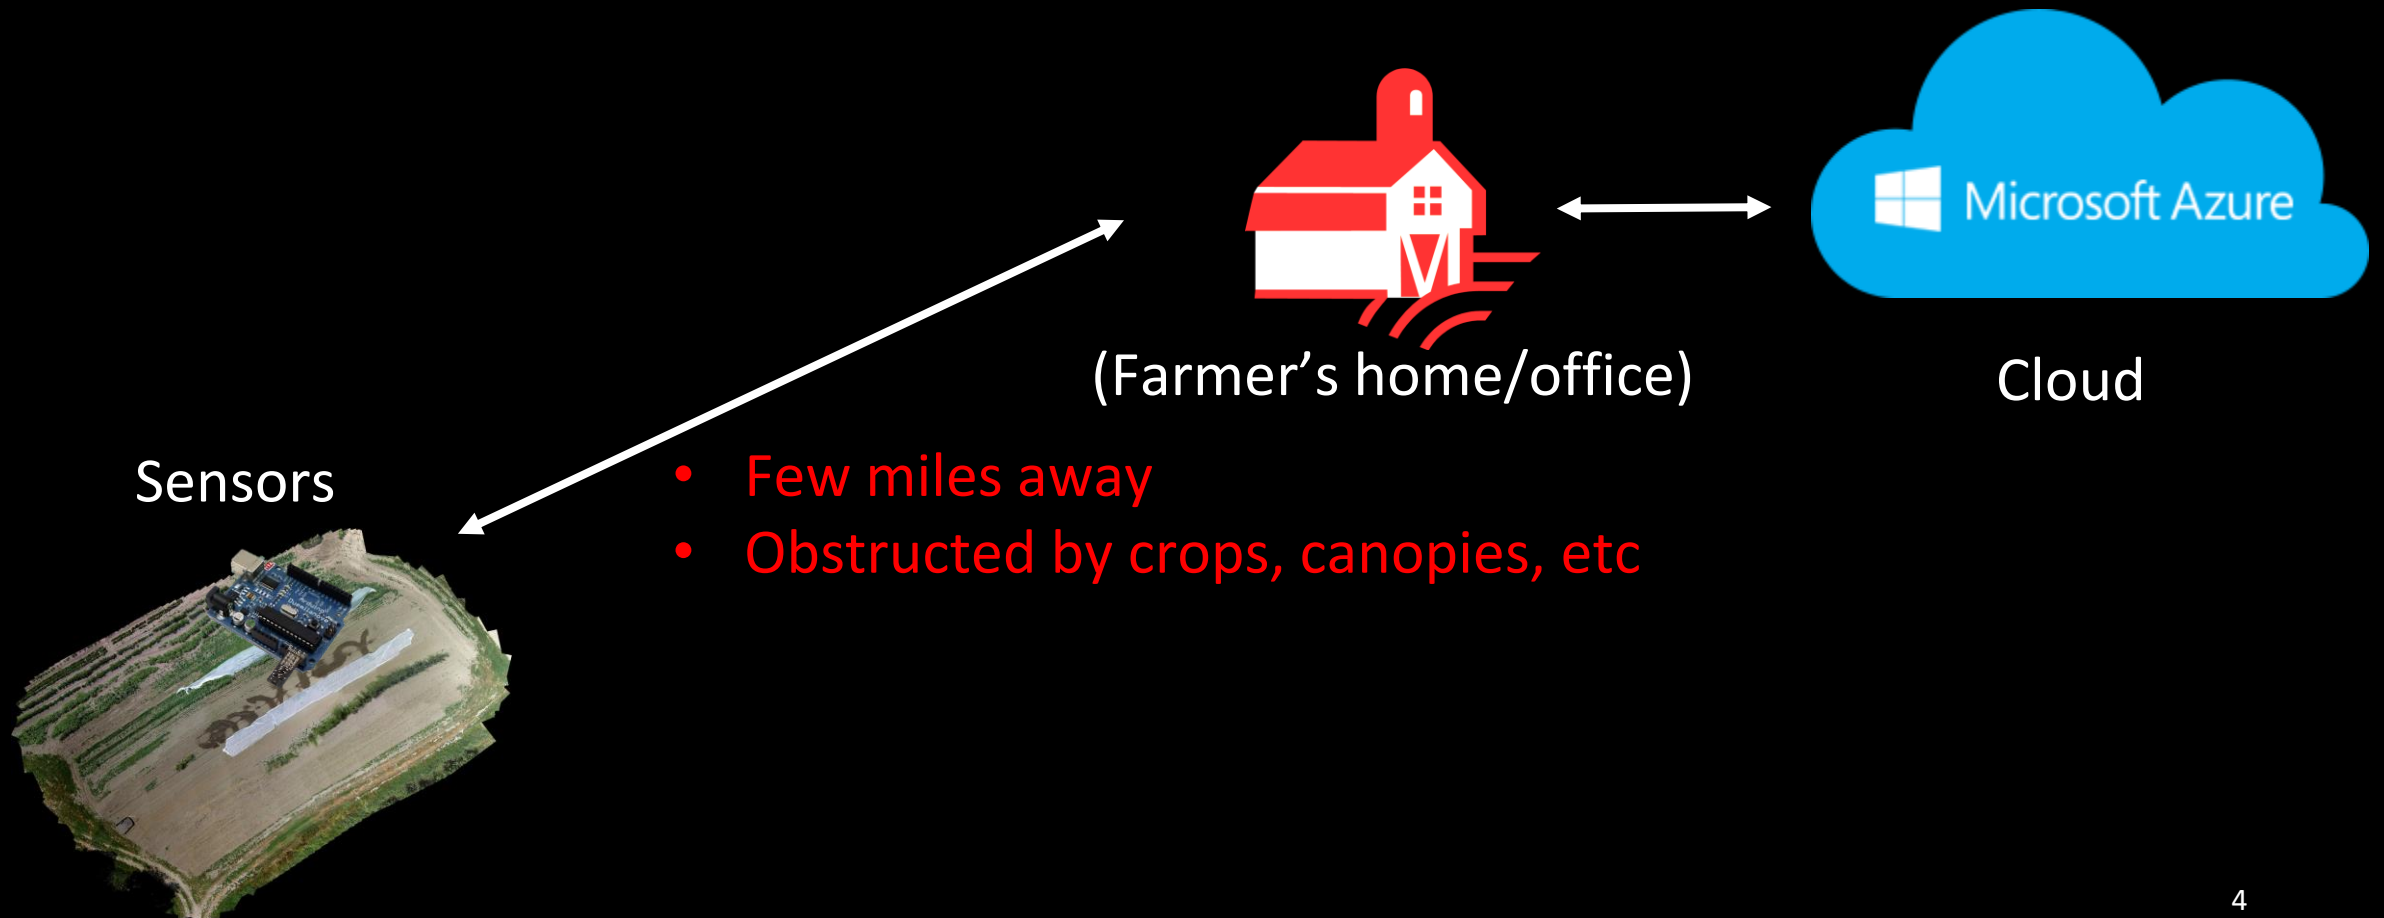 Microsoft Azure
(Farmer’s home/office)
Cloud
Sensors
• Few miles away
• Obstructed by crops, canopies, etc
4